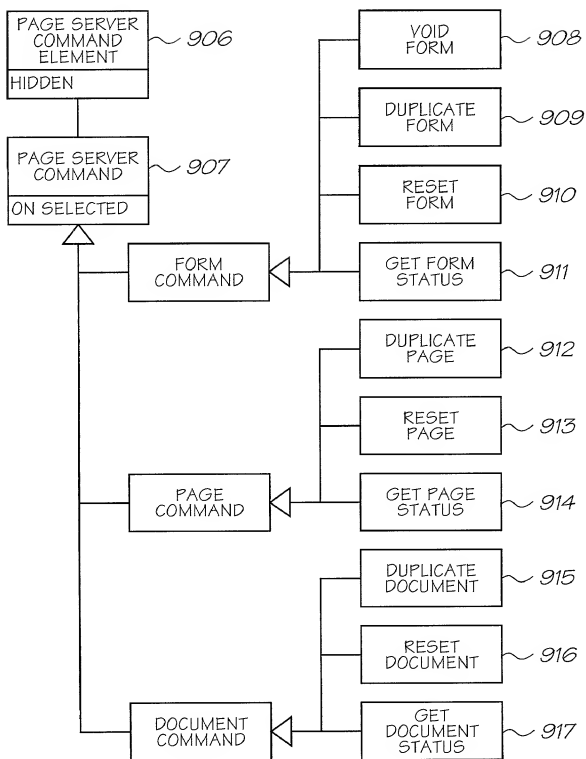 PAGE SERVER
COMMAND
ELEMENT
906
HIDDEN
PAGE SERVER
COMMAND
907
ON SELECTED
VOID
FORM
908
DUPLICATE
FORM
909
RESET
FORM
910
FORM
COMMAND
GET FORM
STATUS
911
DUPLICATE
PAGE
912
RESET
PAGE
913
PAGE
COMMAND
GET PAGE
STATUS
914
DUPLICATE
DOCUMENT
915
RESET
DOCUMENT
916
DOCUMENT
COMMAND
GET
DOCUMENT
STATUS
917